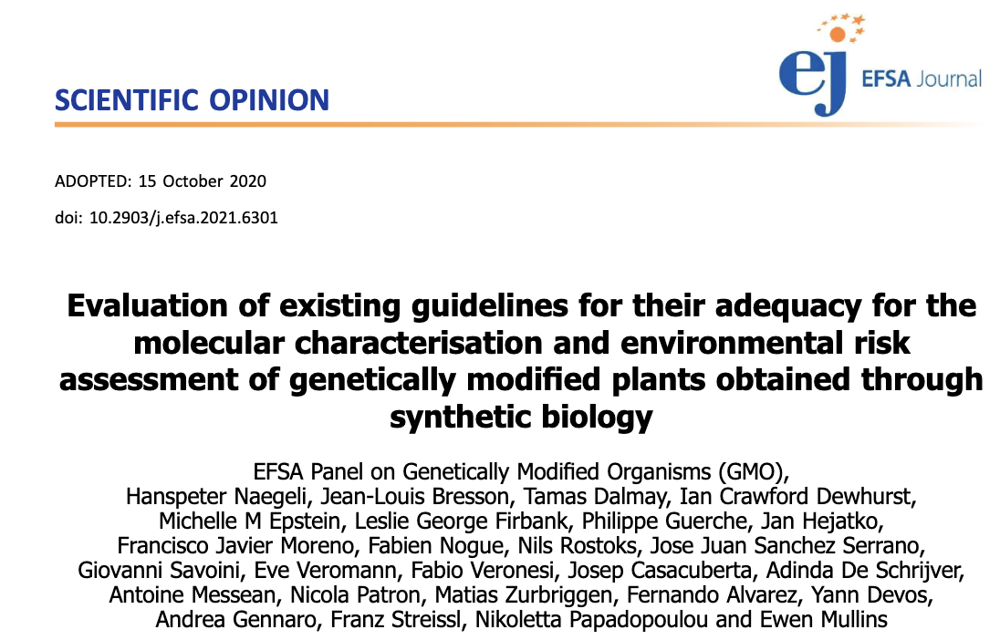 ej EFSA Journal
SCIENTIFIC OPINION
ADOPTED: 15 October 2020
doi: 10.2903/j.efsa.2021.6301
Evaluation of existing guidelines for their adequacy for the
molecular characterisation and environmental risk
assessment of genetically modified plants obtained through
synthetic biology
EFSA Panel on Genetically Modified Organisms (GMO),
Hanspeter Naegeli, Jean-Louis Bresson, Tamas Dalmay, Ian Crawford Dewhurst,
Michelle M Epstein, Leslie George Firbank, Philippe Guerche, Jan Hejatko,
Francisco Javier Moreno, Fabien Nogue, Nils Rostoks, Jose Juan Sanchez Serrano,
Giovanni Savoini, Eve Veromann, Fabio Veronesi, Josep Casacuberta, Adinda De Schrijver,
Antoine Messean, Nicola Patron, Matias Zurbriggen, Fernando Alvarez, Yann Devos,
Andrea Gennaro, Franz Streissl, Nikoletta Papadopoulou and Ewen Mullins